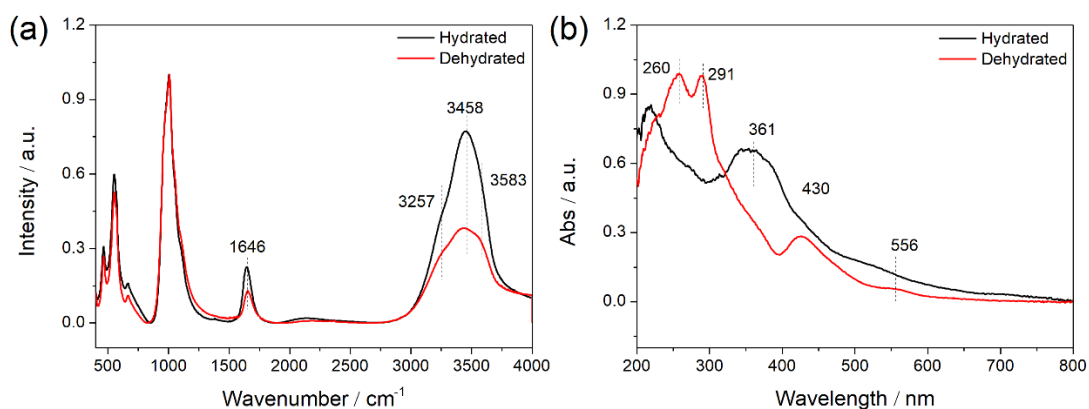 (a)
Intensity / a.u.
1.2
0.9
0.6
0.3
0.0
Hydrated
Dehydrated
3458
3257
3583
1646
500 1000 1500 2000 2500 3000 3500 4000
Wavenumber / cm⁻¹
(b)
Abs / a.u.
1.2
0.9
0.6
0.3
0.0
Hydrated
Dehydrated
260
291
361
430
556
200 300 400 500 600 700 800
Wavelength / nm